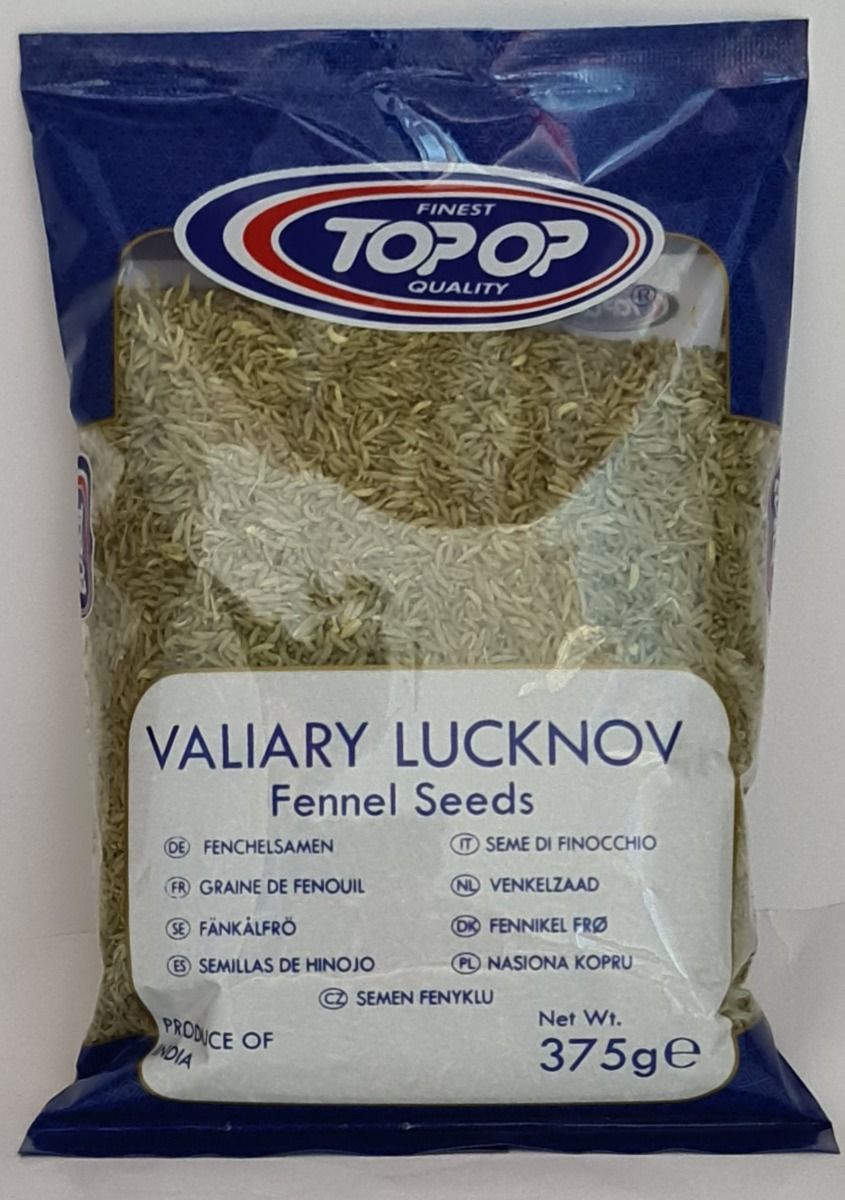 FINEST
TOPOP
QUALITY
®
VALIARY LUCKNOV
Fennel Seeds
DE FENCHELSAMEN
IT SEME DI FINOCCHIO
FR GRAINE DE FENOUIL
NL VENKELZAAD
SE FÄNKÅLFRÖ
DK FENNIKEL FRØ
ES SEMILLAS DE HINOJO
PL NASIONA KOPRU
CZ SEMEN FENYKLU
PRODUCE OF
INDIA
Net Wt.
375g℮